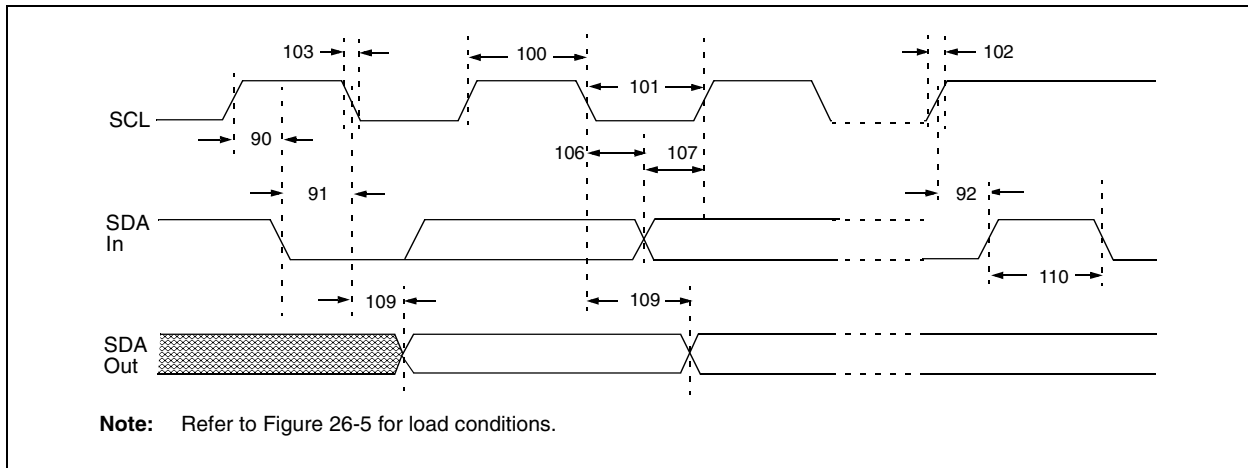 103
100
102
101
SCL
90
106
107
91
92
SDA
In
110
109
109
SDA
Out
Note: Refer to Figure 26-5 for load conditions.